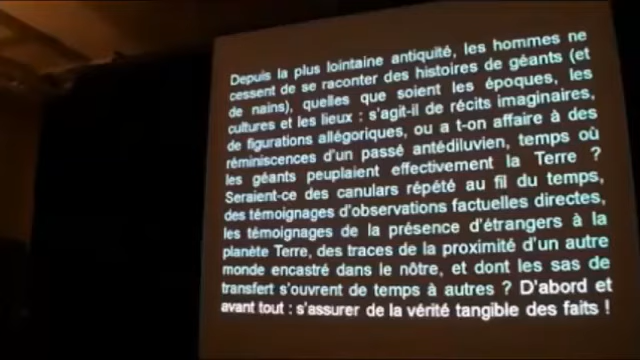 Depuis la plus lointaine antiquité, les hommes ne
cessent de se raconter des histoires de géants (et
de nains), quelles que soient les époques, les
cultures et les lieux : s'agit-il de récits imaginaires,
de figurations allégoriques, ou a t-on affaire à des
réminiscences d'un passé antédiluvien, temps où
les géants peuplaient effectivement la Terre ?
Seraient-ce des canulars répété au fil du temps,
des témoignages d'observations factuelles directes,
les témoignages de la présence d'étrangers à la
planète Terre, des traces de la proximité d'un autre
monde encastré dans le nôtre, et dont les sas de
transfert s'ouvrent de temps à autres ? D'abord et
avant tout : s'assurer de la vérité tangible des faits !